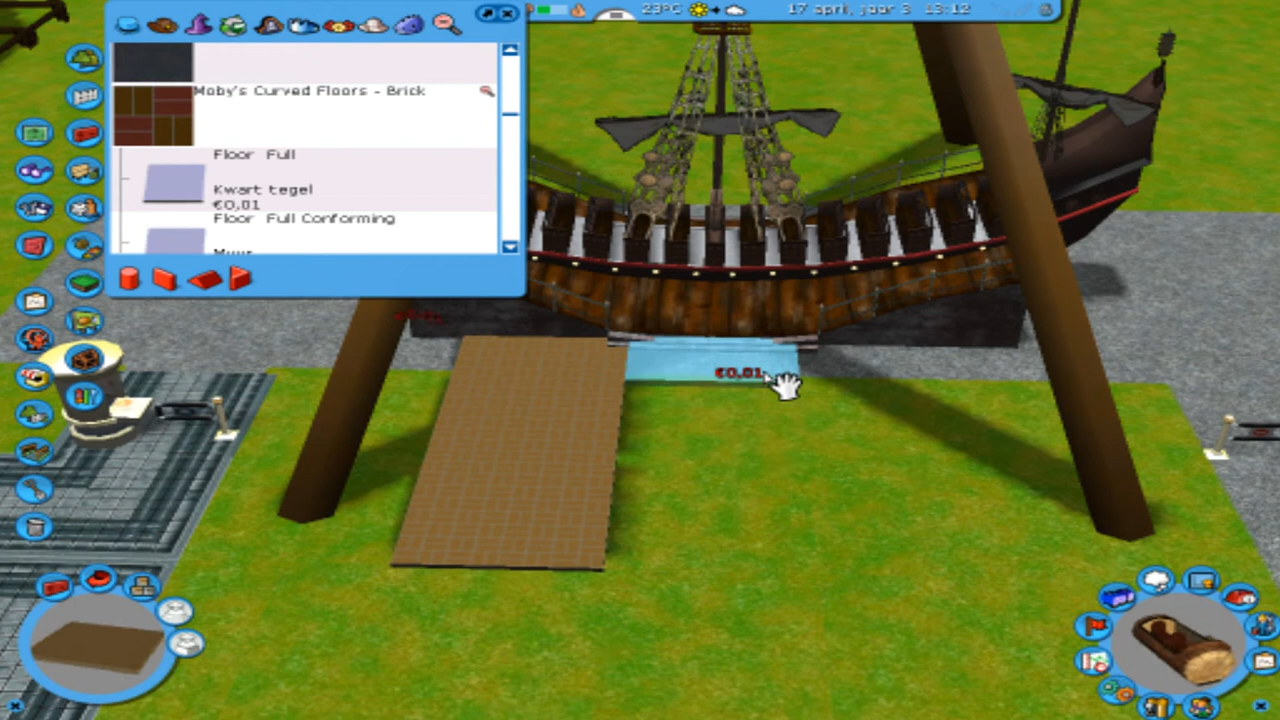 23ºC
17 april, jaar 3 13:12
Moby's Curved Floors - Brick
Floor Full
Kwart tegel
€0,01
Floor Full Conforming
€0,01